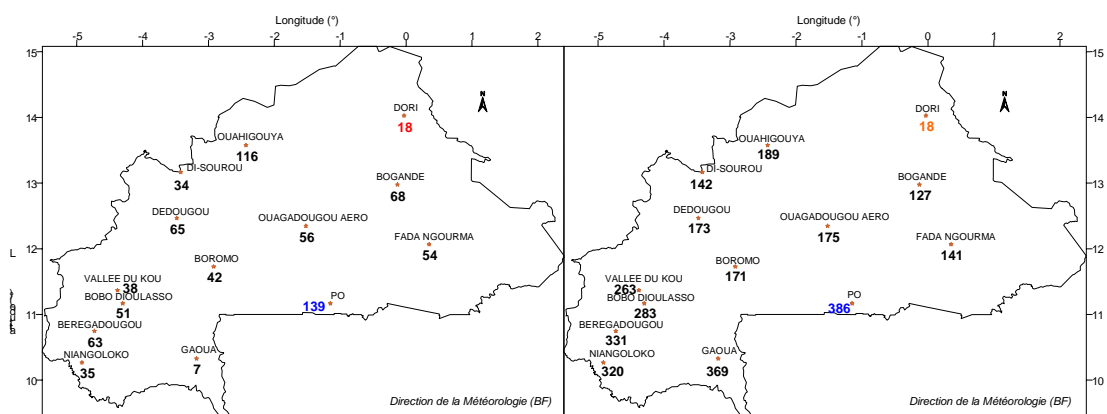 Longitude (°)
-5 -4 -3 -2 -1 0 1 2
15
14
13
12
11
10
N
DORI
18
OUAHIGOUYA
116
DI-SOUROU
34
BOGANDE
68
DEDOUGOU
65
OUAGADOUGOU AERO
56
FADA NGOURMA
54
BOROMO
42
VALLEE DU KOU
38
BOBO DIOULASSO
51
PO
139
BEREGADOUGOU
63
NIANGOLOKO
35
GAOUA
7
Direction de la Météorologie (BF)
Longitude (°)
-5 -4 -3 -2 -1 0 1 2
15
14
13
12
11
10
N
DORI
18
OUAHIGOUYA
189
DI-SOUROU
142
BOGANDE
127
DEDOUGOU
173
OUAGADOUGOU AERO
175
FADA NGOURMA
141
BOROMO
171
VALLEE DU KOU
263
BOBO DIOULASSO
283
PO
386
BEREGADOUGOU
331
NIANGOLOKO
320
GAOUA
369
Direction de la Météorologie (BF)